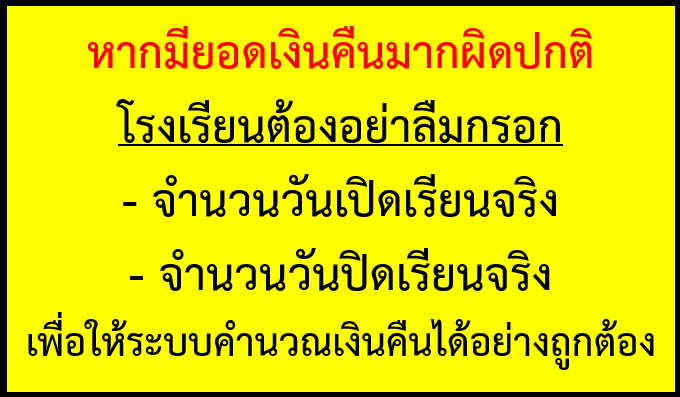 หากมียอดเงินคืนมากผิดปกติ
โรงเรียนต้องอย่าลืมกรอก
- จำนวนวันเปิดเรียนจริง
- จำนวนวันปิดเรียนจริง
เพื่อให้ระบบคำนวณเงินคืนได้อย่างถูกต้อง